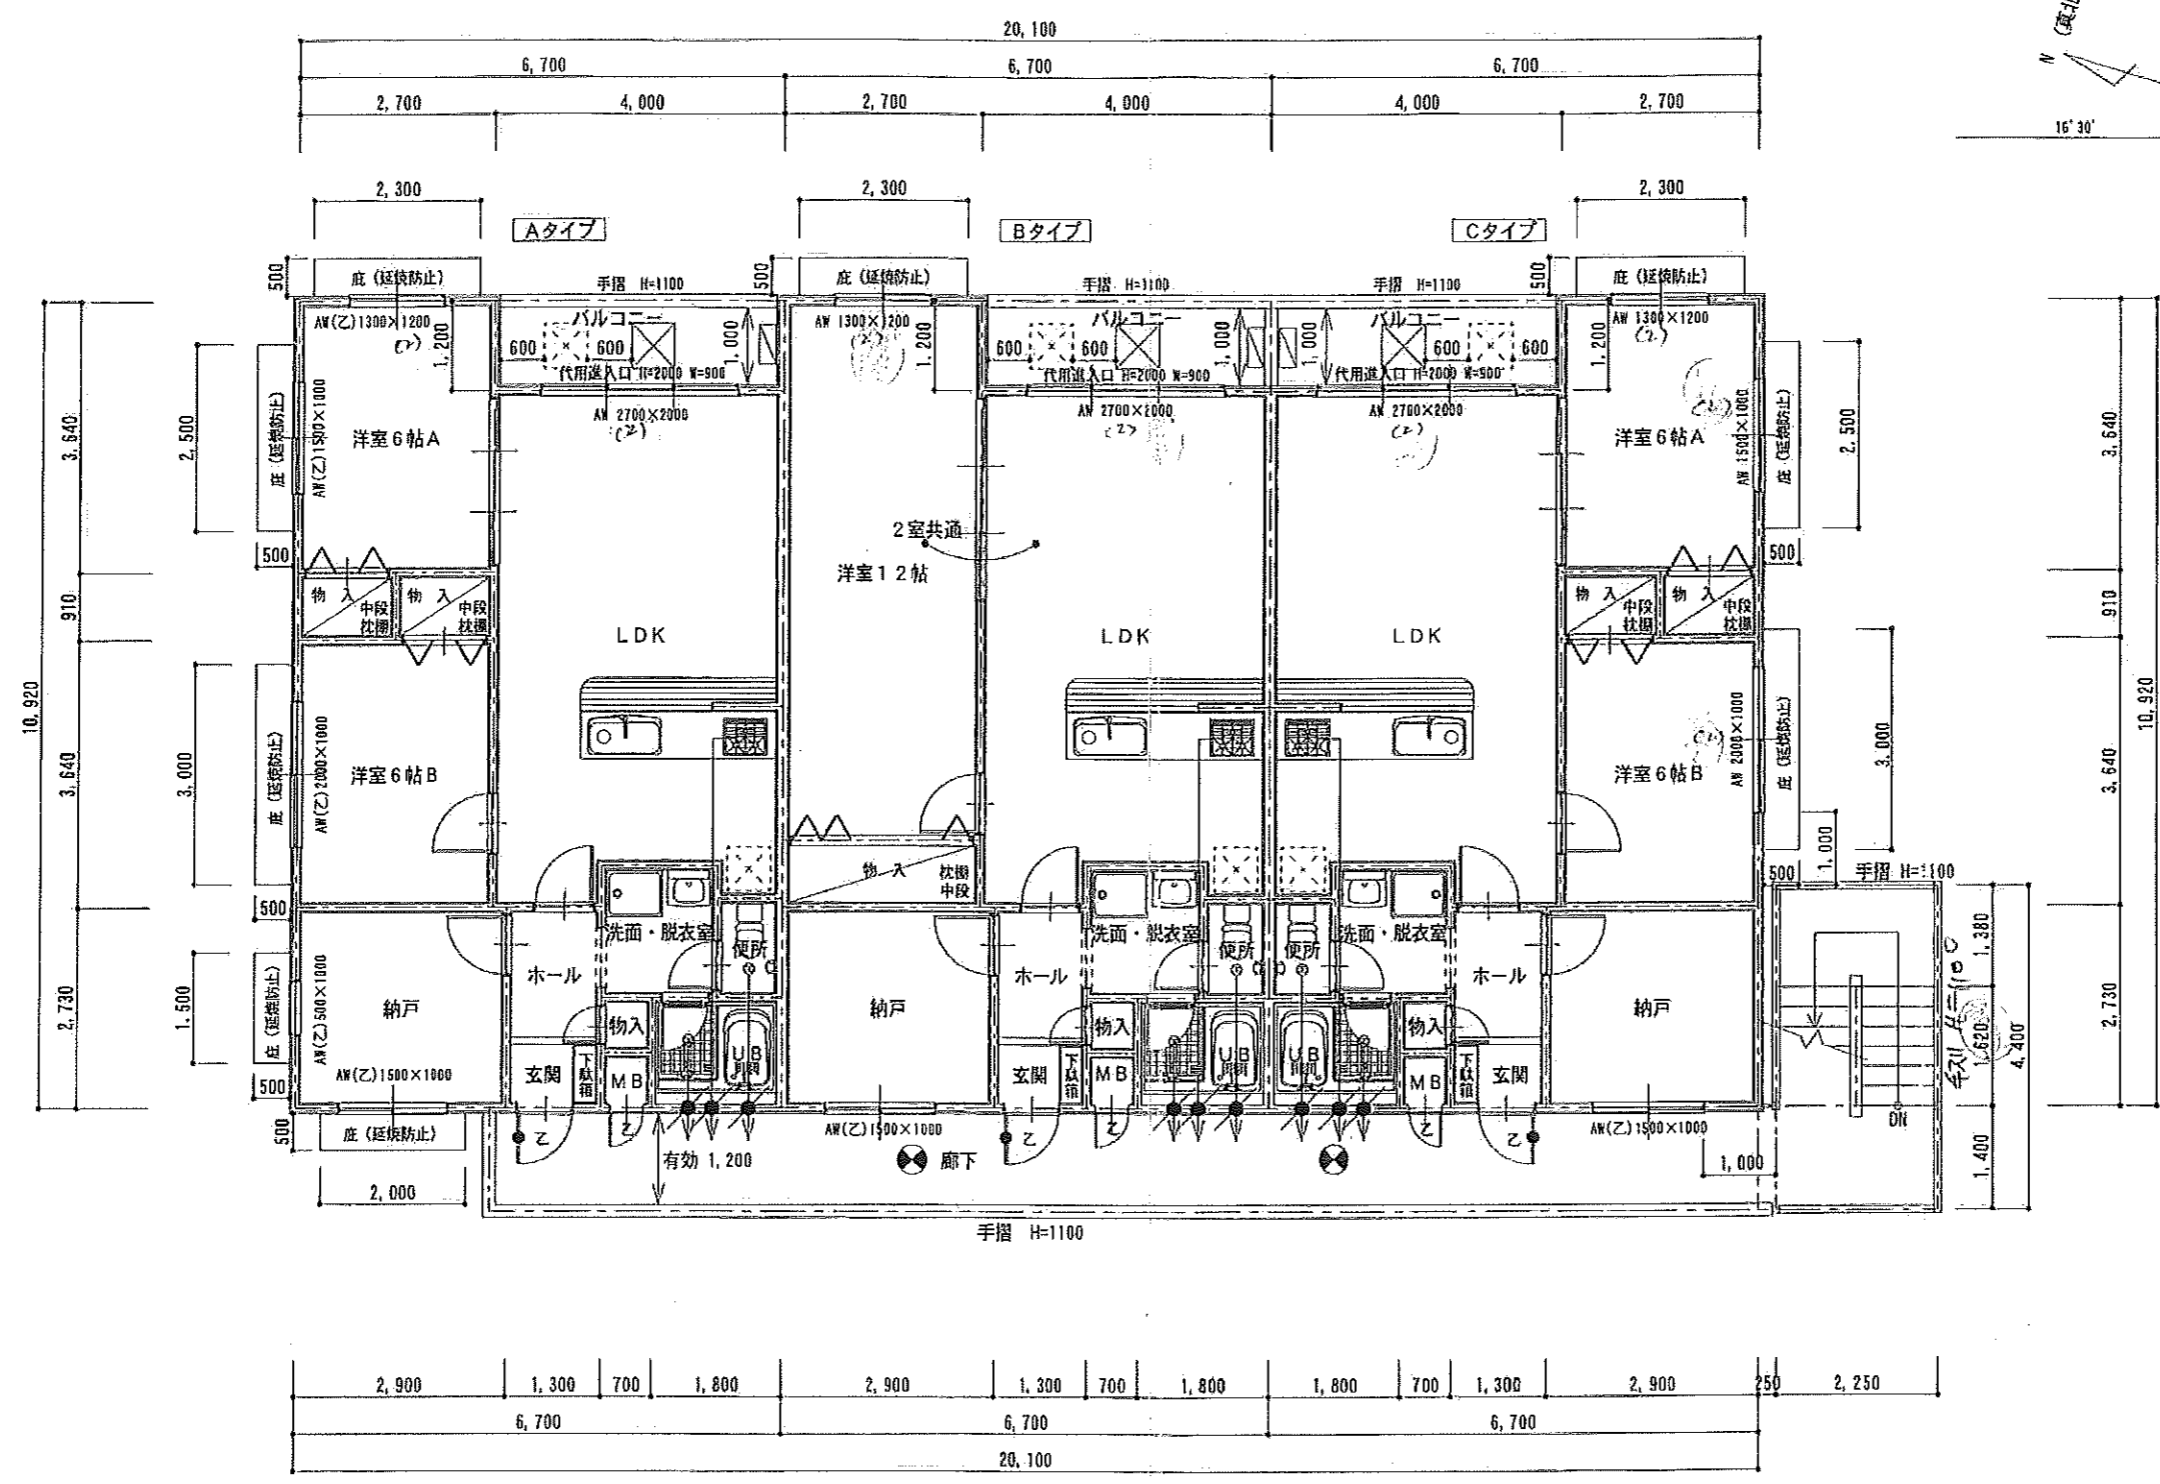 20,100
6,700 6,700 6,700
2,700 4,000 2,700 4,000 4,000 2,700
N
16°30'
2,300 2,300 2,300
Aタイプ Bタイプ Cタイプ
500 庇（延焼防止） 手摺 H=1100 500 庇（延焼防止） 手摺 H=1100 手摺 H=1100 500 庇（延焼防止）
AW(乙)1300×1200 バルコニー AW 1300×1200 バルコニー バルコニー AW 1300×1200
(2) (2)
1,200 600 600 1,000 1,200 600 600 1,000 1,000 600 600 1,200
代用進入口 H=2000 W=900 代用進入口 H=2000 W=900 代用進入口 H=2000 W=900
AW 2700×2000 AW 2700×2000 AW 2700×2000
(2) (2) (2)
3,640 2,500 庇（延焼防止） AW(乙)1500×1000 洋室6帖A 洋室6帖A AW 1500×1000 庇（延焼防止） 2,500 3,640
2室共通
500 500
洋室12帖
910 物 入 中段 枕棚 物 入 中段 枕棚 物 入 中段 枕棚 物 入 中段 枕棚 910
LDK LDK LDK
10,920 10,920
3,640 3,000 庇（延焼防止） AW(乙)2000×1000 洋室6帖B 洋室6帖B AW 2000×1000 庇（延焼防止） 3,000 3,640
1,000
物 入 枕棚 中段
500 500 手摺 H=1100
洗面・脱衣室 便所 洗面・脱衣室 便所 便所 洗面・脱衣室
2,730 1,500 庇（延焼防止） AW(乙)1500×1000 納戸 ホール 納戸 ホール ホール 納戸 1,380 2,730
手スリ H=1100
1,620 4,400
物入 物入 物入
UB UB UB
AW(乙)1500×1000 玄関 下駄箱 MB 玄関 下駄箱 MB MB 下駄箱 玄関
500
DN
500 庇（延焼防止） 乙 乙 AW(乙)1500×1000 乙 乙 乙 乙 AW(乙)1500×1000
有効 1,200 廊下 1,000 1,400
2,000
手摺 H=1100
2,900 1,300 700 1,800 2,900 1,300 700 1,800 1,800 700 1,300 2,900 250 2,250
6,700 6,700 6,700
20,100